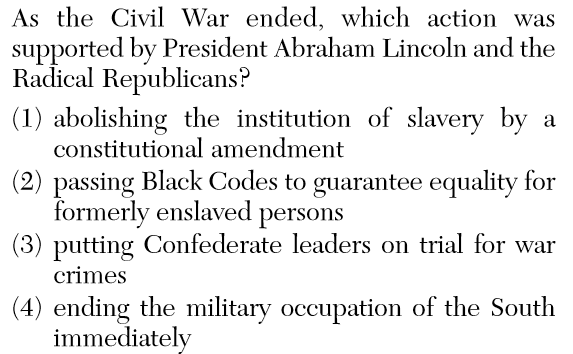 As the Civil War ended, which action was
supported by President Abraham Lincoln and the
Radical Republicans?
(1) abolishing the institution of slavery by a
constitutional amendment
(2) passing Black Codes to guarantee equality for
formerly enslaved persons
(3) putting Confederate leaders on trial for war
crimes
(4) ending the military occupation of the South
immediately